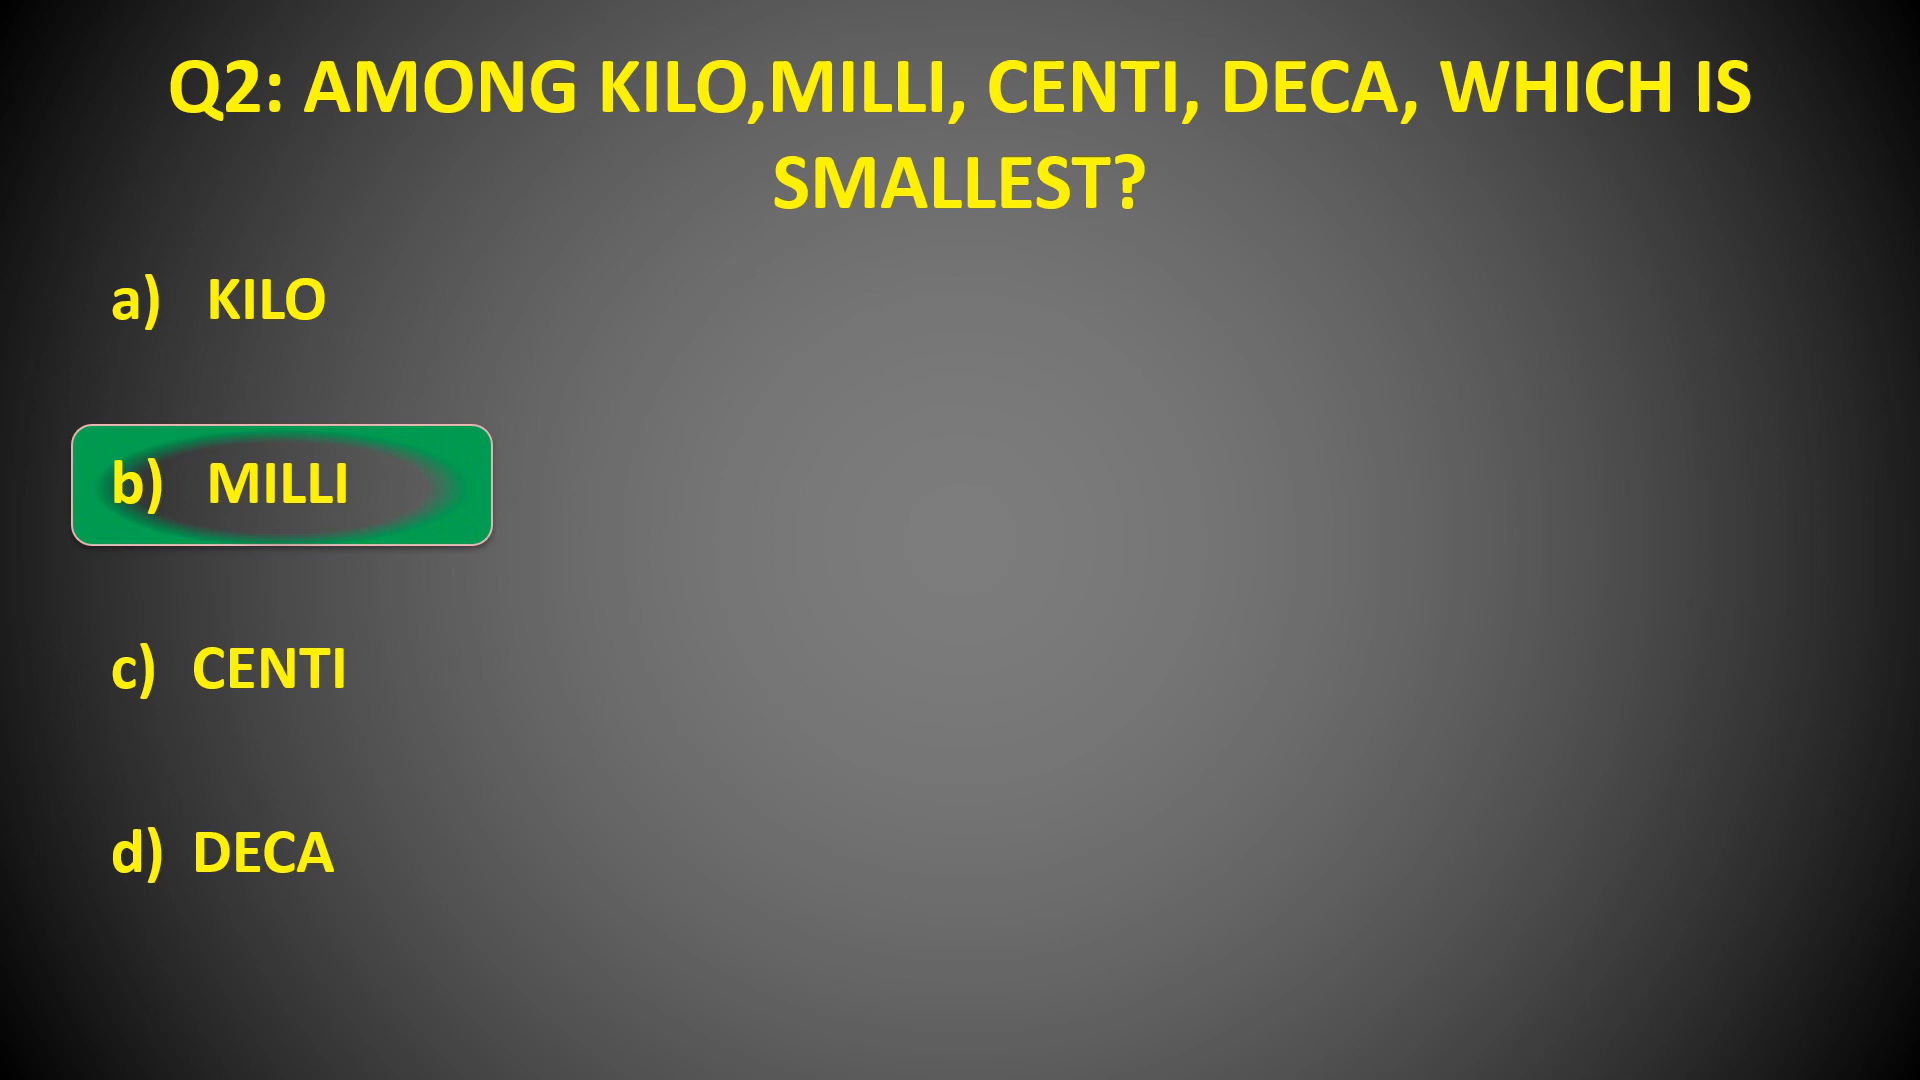 Q2: AMONG KILO,MILLI, CENTI, DECA, WHICH IS
SMALLEST?
a) KILO
b) MILLI
c) CENTI
d) DECA